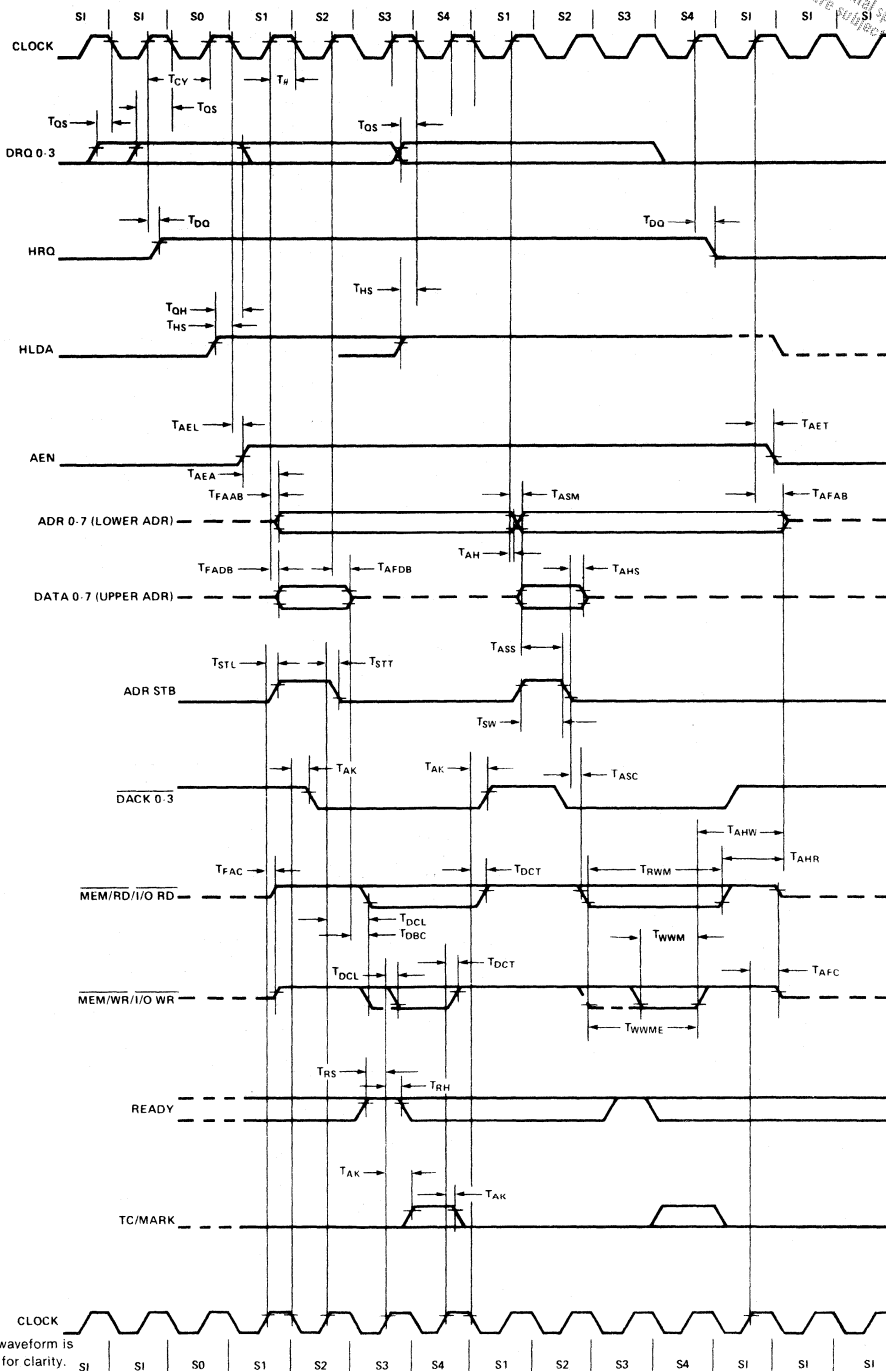 SI SI S0 S1 S2 S3 S4 S1 S2 S3 S4 SI SI SI
CLOCK
TCY TH
TQS TQS TQS
DRQ 0-3
TDQ TDQ
HRQ
THS
TQH
THS
HLDA
TAEL TAET
AEN
TAEA
TFAAB TASM TAFAB
ADR 0-7 (LOWER ADR)
TAH
TFADB TAFDB TAHS
DATA 0-7 (UPPER ADR)
TASS
TSTL TSTT
ADR STB
TSW
TAK TAK TASC
DACK 0-3
TAHW
TFAC TDCT TRWM TAHR
MEM/RD/I/O RD
TDCL
TDBC TWWM
TDCL TDCT TAFC
MEM/WR/I/O WR
TWWME
TRS
TRH
READY
TAK
TAK
TC/MARK
CLOCK
waveform is
for clarity.
SI SI S0 S1 S2 S3 S4 S1 S2 S3 S4 SI SI SI